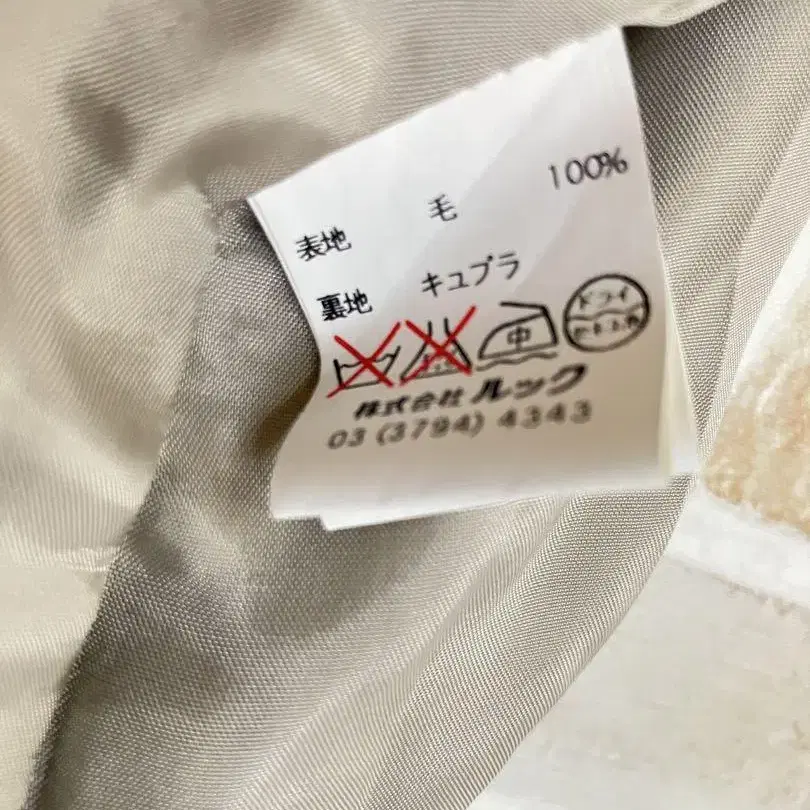 表地 毛 100%
裏地 キュプラ
中 ドライ
株式会社 ルック
03 (3794) 4343